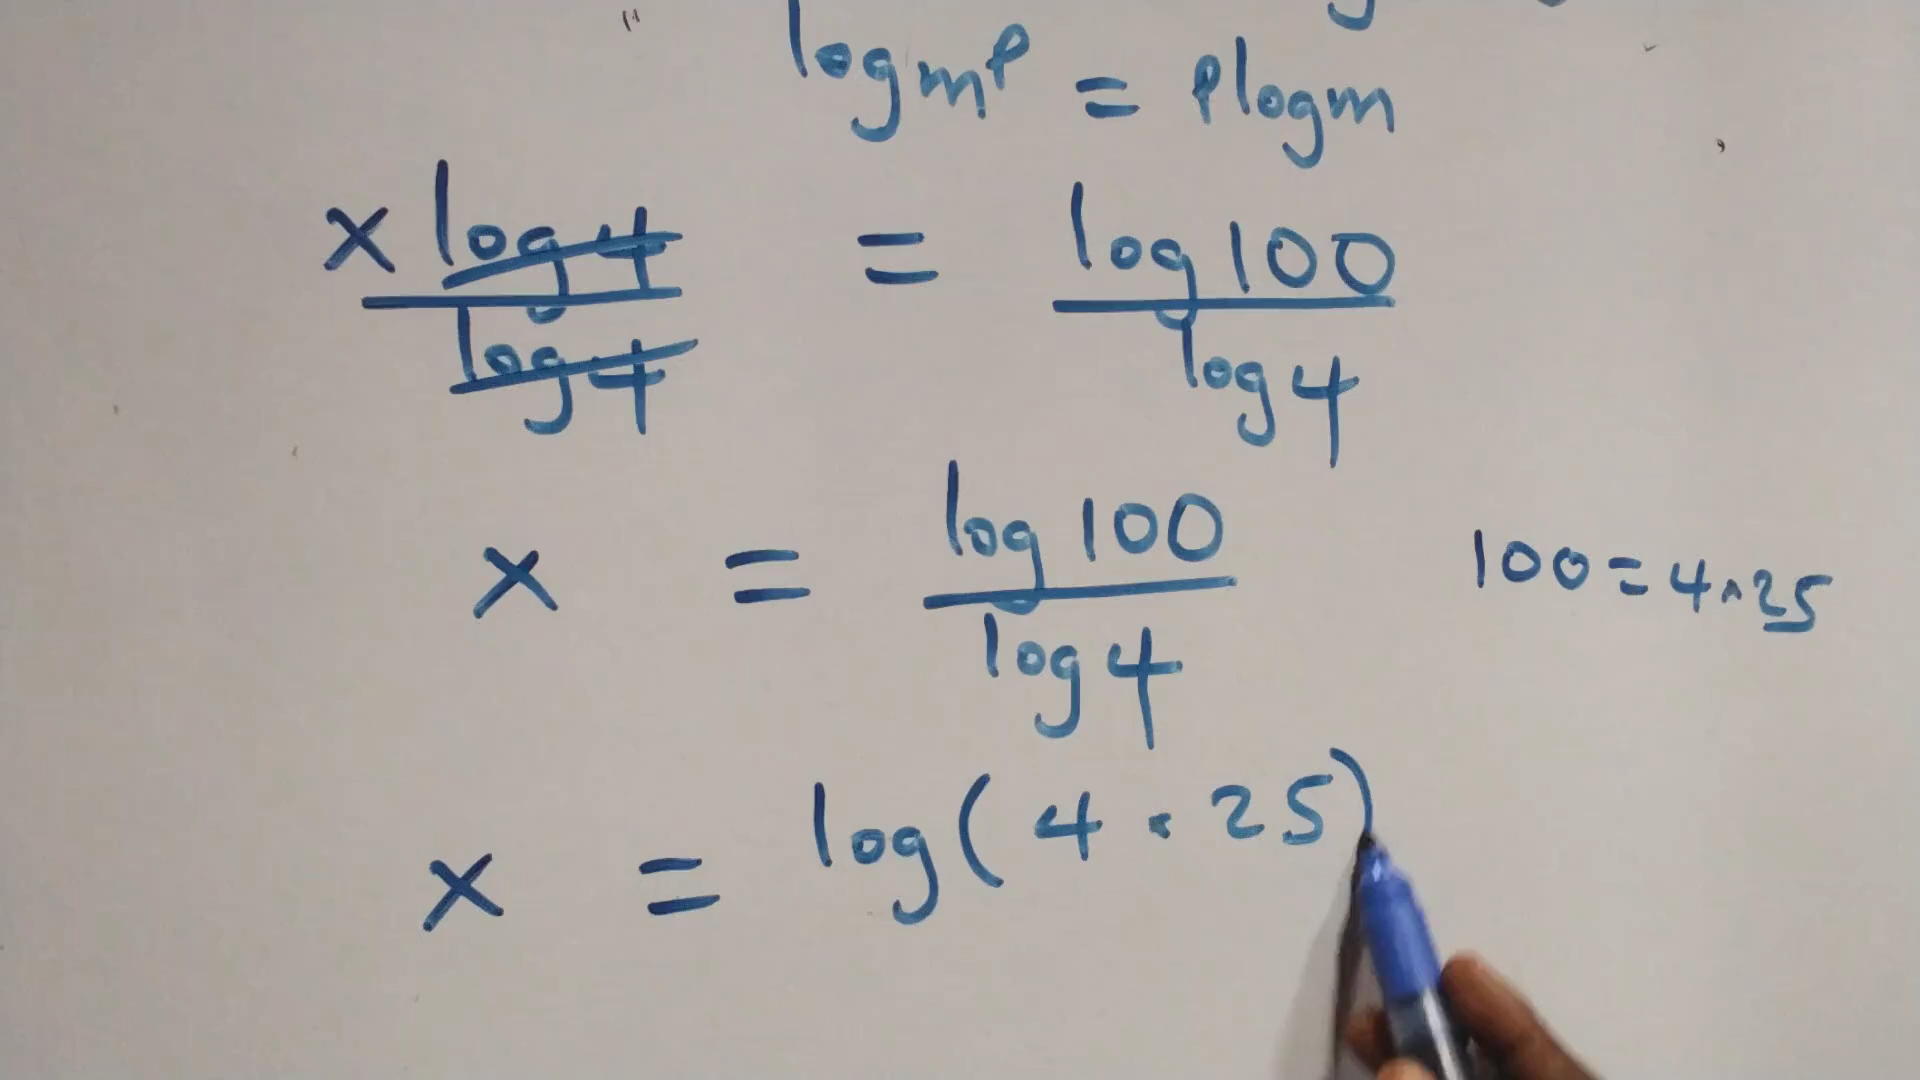 log m^P = P log m
x log 4 / log 4 = log 100 / log 4
x = log 100 / log 4
100 = 4 × 25
x = log(4 · 25)